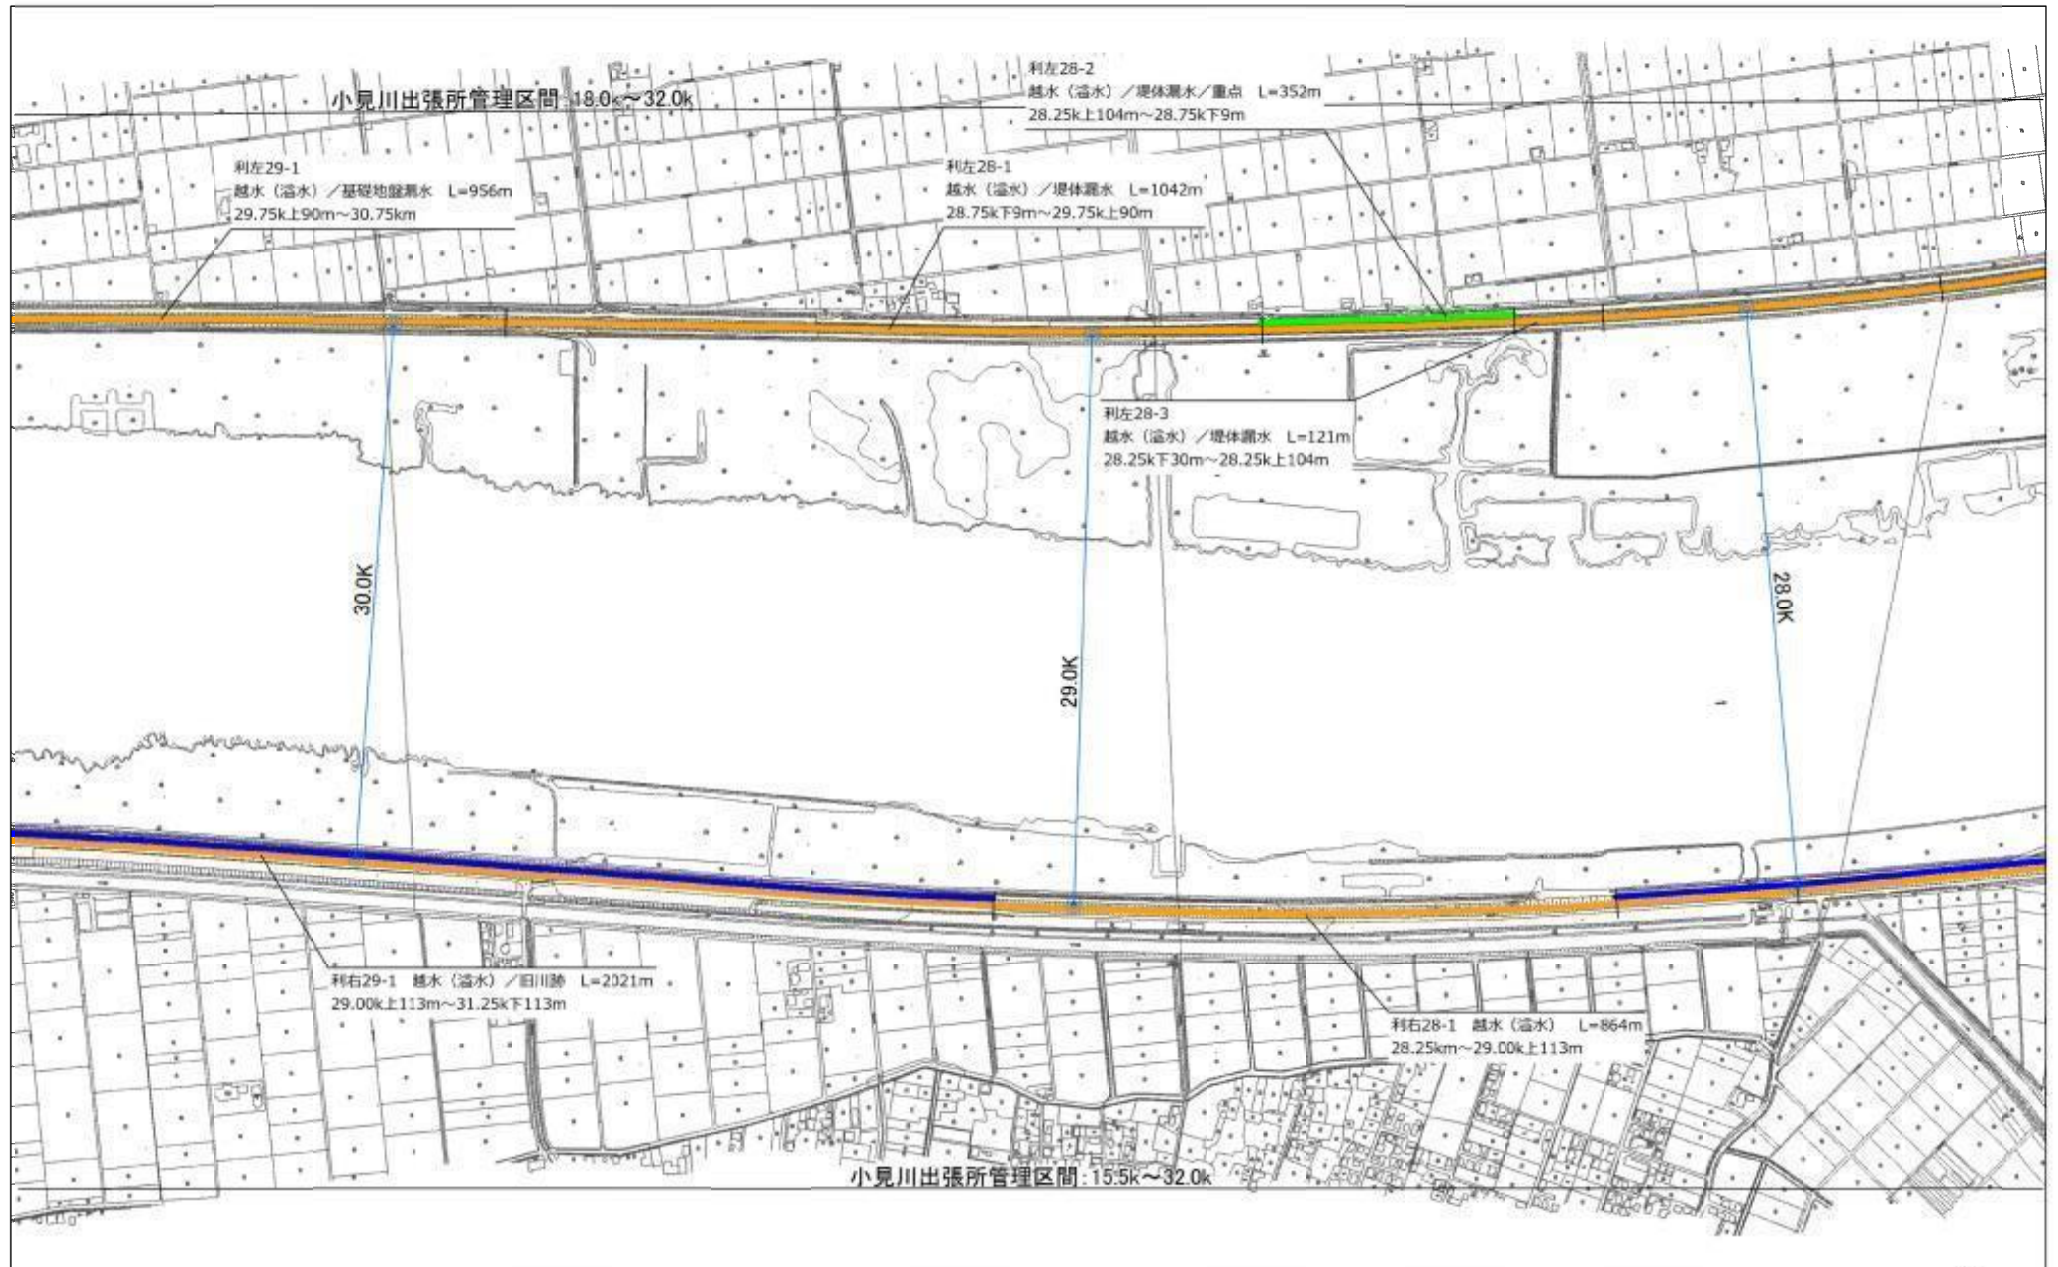 利左28-2
越水（溢水）／堤体漏水／重点　L=352m
28.25k上104m～28.75k下9m
小見川出張所管理区間:18.0k～32.0k
利左29-1
越水（溢水）／基礎地盤漏水　L=956m
29.75k上90m～30.75km
利左28-1
越水（溢水）／堤体漏水　L=1042m
28.75k下9m～29.75k上90m
利左28-3
越水（溢水）／堤体漏水　L=121m
28.25k下30m～28.25k上104m
30.0K
29.0K
28.0K
利右29-1　越水（溢水）／旧川跡　L=2021m
29.00k上113m～31.25k下113m
利右28-1　越水（溢水）　L=864m
28.25km～29.00k上113m
小見川出張所管理区間:15.5k～32.0k